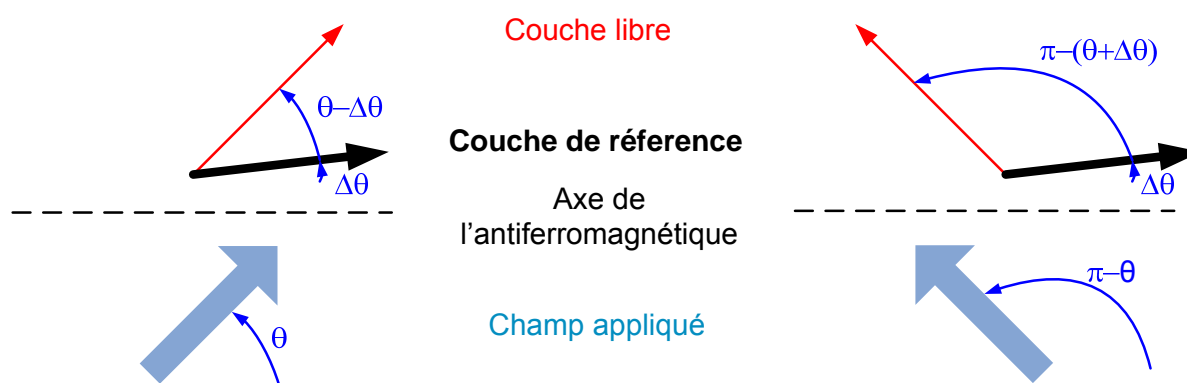 Couche libre
θ−Δθ
π−(θ+Δθ)
Couche de réference
Δθ
Δθ
Axe de
l'antiferromagnétique
π−θ
Champ appliqué
θ